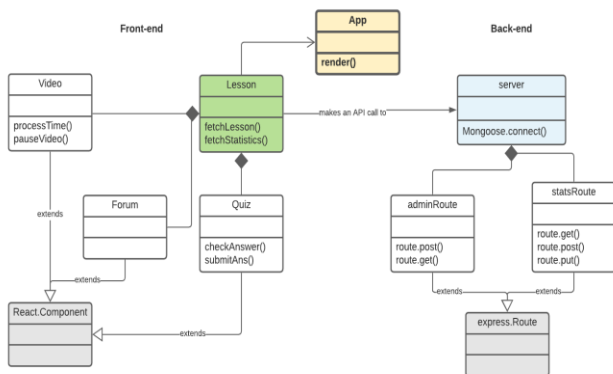 Front-end
Back-end
App
render()
Video
processTime()
pauseVideo()
Lesson
fetchLesson()
fetchStatistics()
makes an API call to
server
Mongoose.connect()
Forum
Quiz
checkAnswer()
submitAns()
adminRoute
route.post()
route.get()
statsRoute
route.get()
route.post()
route.put()
extends
extends
extends
extends
extends
React.Component
express.Route